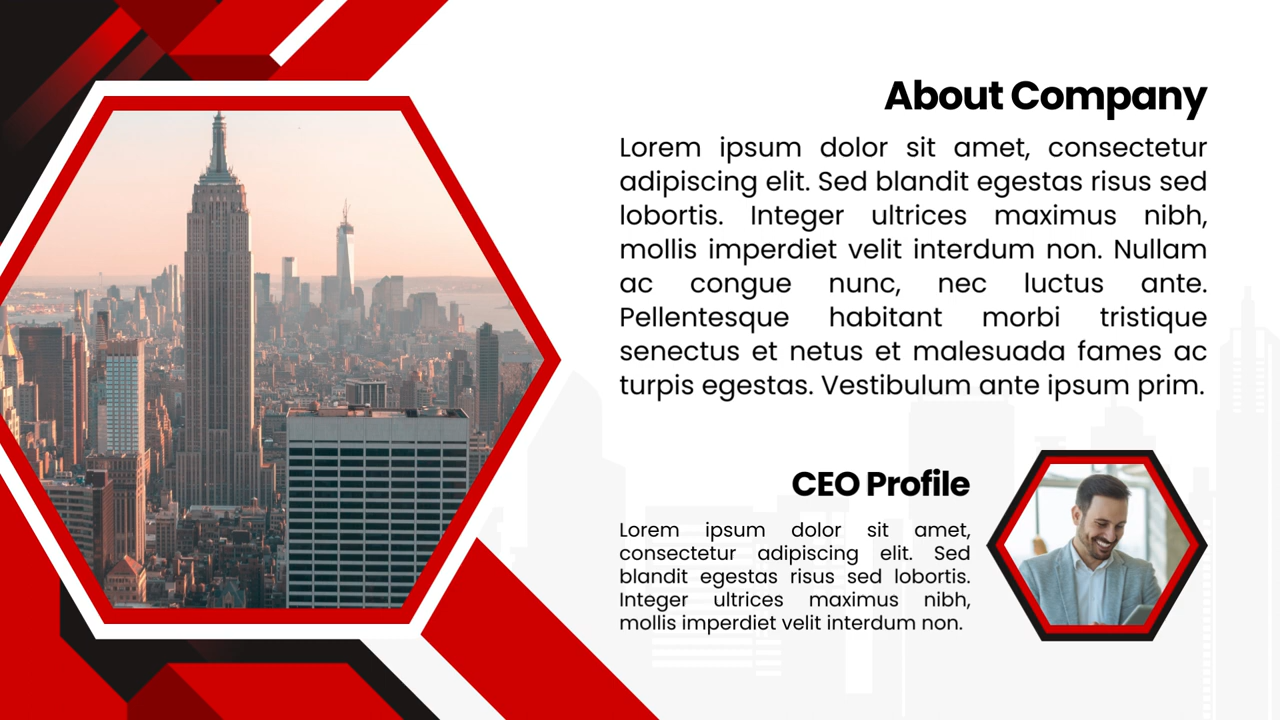 About Company
Lorem ipsum dolor sit amet, consectetur
adipiscing elit. Sed blandit egestas risus sed
lobortis. Integer ultrices maximus nibh,
mollis imperdiet velit interdum non. Nullam
ac congue nunc, nec luctus ante.
Pellentesque habitant morbi tristique
senectus et netus et malesuada fames ac
turpis egestas. Vestibulum ante ipsum prim.
CEO Profile
Lorem ipsum dolor sit amet,
consectetur adipiscing elit. Sed
blandit egestas risus sed lobortis.
Integer ultrices maximus nibh,
mollis imperdiet velit interdum non.